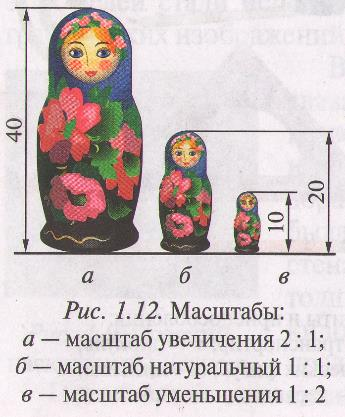 40
20
10
а б в
Рис. 1.12. Масштабы:
а — масштаб увеличения 2 : 1;
б — масштаб натуральный 1 : 1;
в — масштаб уменьшения 1 : 2